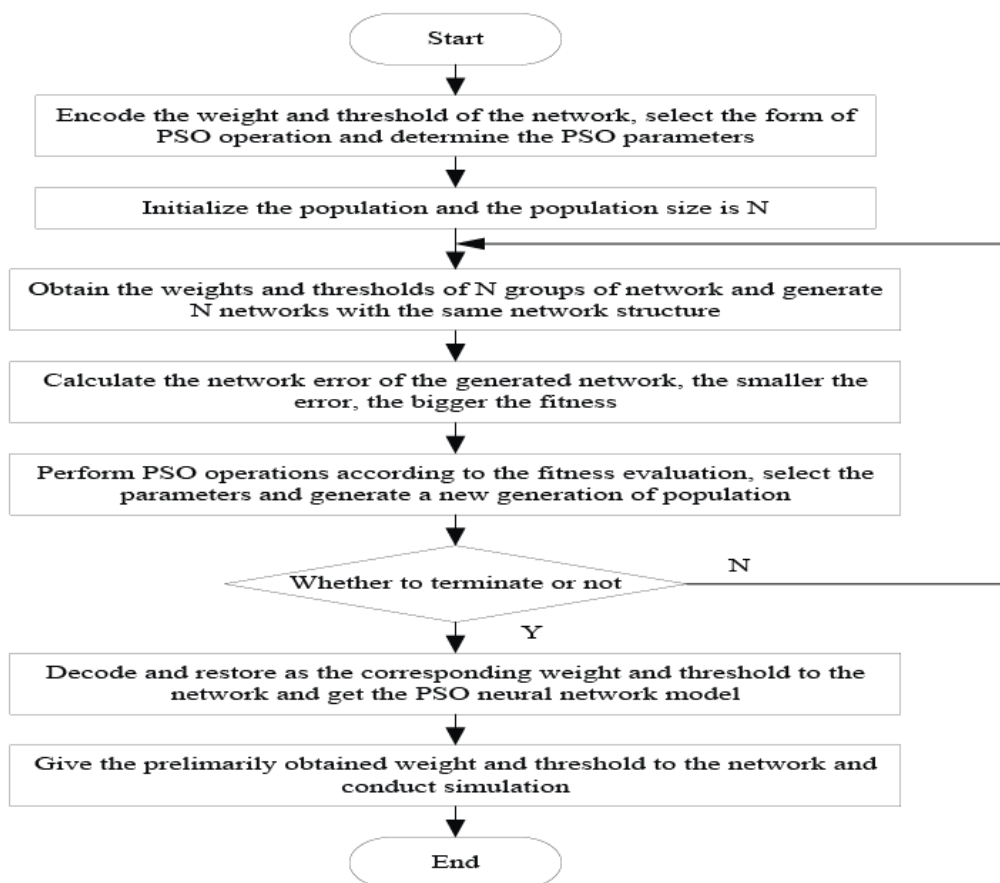 Start
Encode the weight and threshold of the network, select the form of
PSO operation and determine the PSO parameters
Initialize the population and the population size is N
Obtain the weights and thresholds of N groups of network and generate
N networks with the same network structure
Calculate the network error of the generated network, the smaller the
error, the bigger the fitness
Perform PSO operations according to the fitness evaluation, select the
parameters and generate a new generation of population
Whether to terminate or not
N
Y
Decode and restore as the corresponding weight and threshold to the
network and get the PSO neural network model
Give the prelimarily obtained weight and threshold to the network and
conduct simulation
End